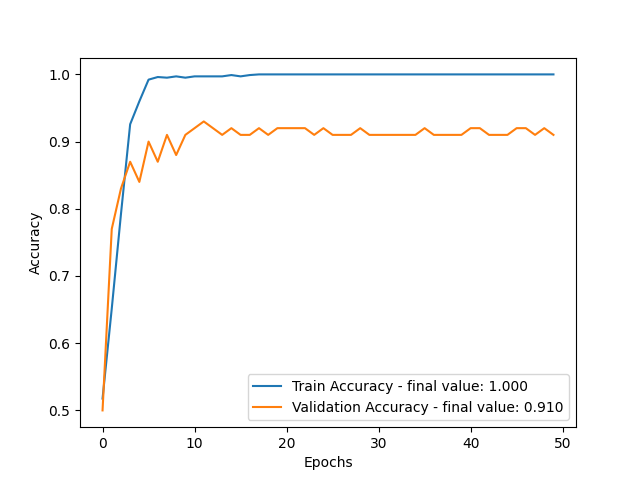 1.0
0.9
0.8
0.7
0.6
0.5
Accuracy
Train Accuracy - final value: 1.000
Validation Accuracy - final value: 0.910
0 10 20 30 40 50
Epochs